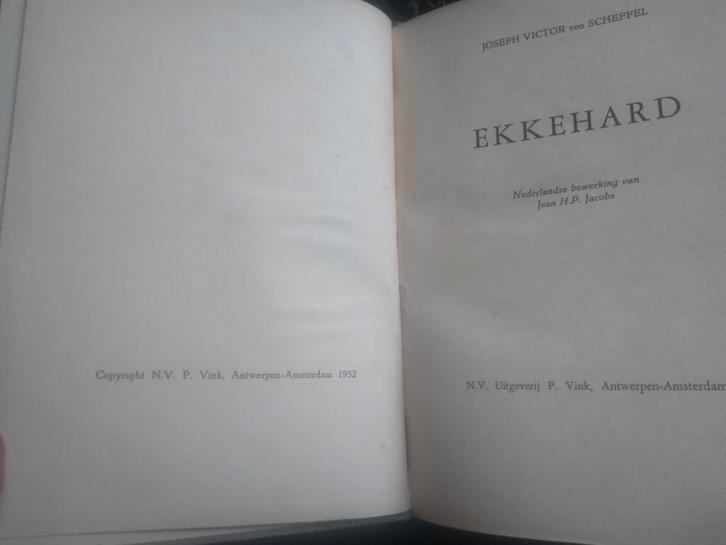 Copyright N.V. P. Vink, Antwerpen-Amsterdam 1952
JOSEPH VICTOR von SCHEFFEL
EKKEHARD
Nederlandse bewerking van
Jean H.P. Jacobs
N.V. Uitgeverij P. Vink, Antwerpen-Amsterdam